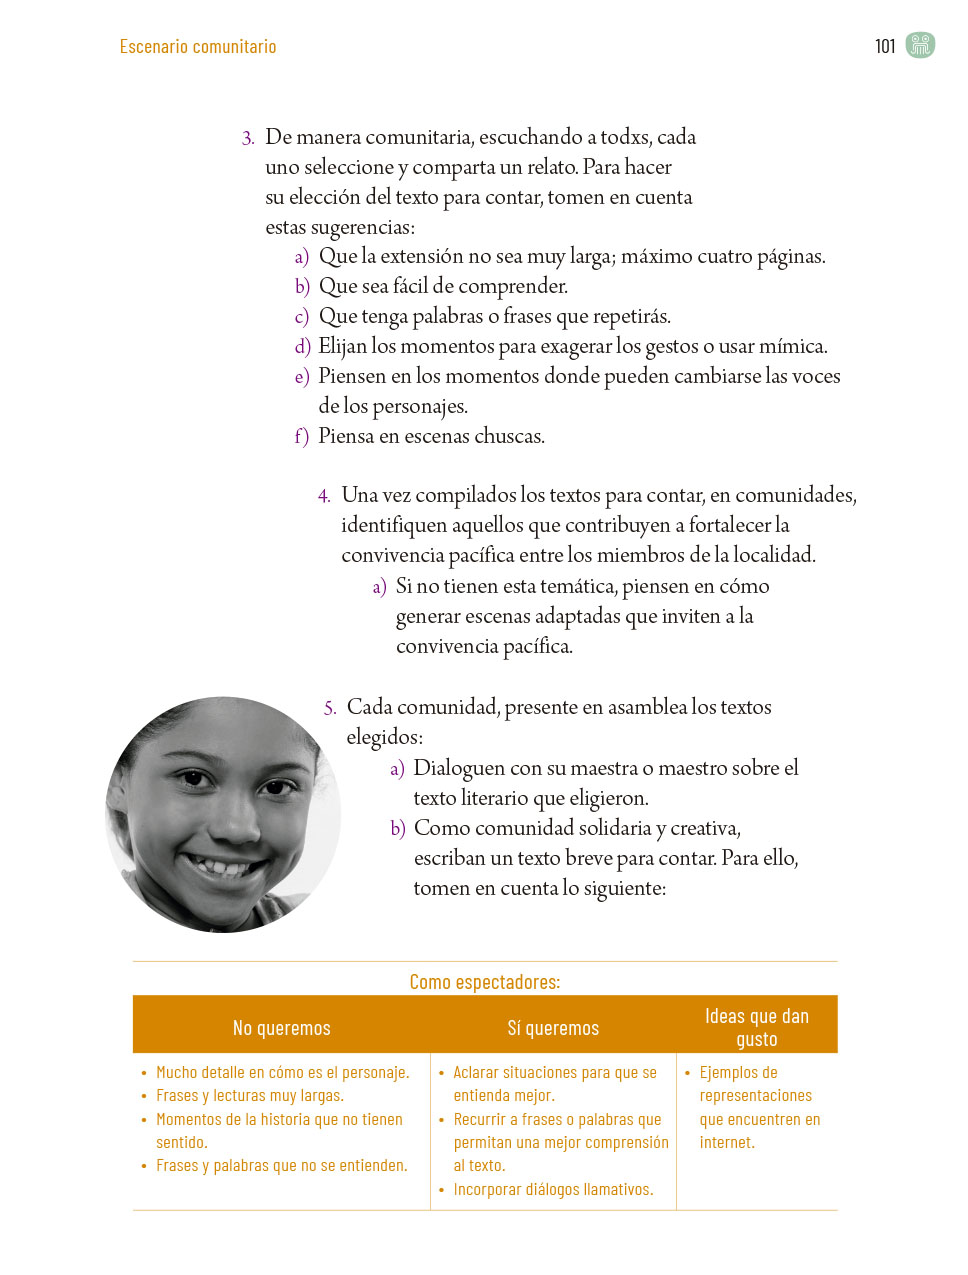 Escenario comunitario
101
3. De manera comunitaria, escuchando a todxs, cada
uno seleccione y comparta un relato. Para hacer
su elección del texto para contar, tomen en cuenta
estas sugerencias:
a) Que la extensión no sea muy larga; máximo cuatro páginas.
b) Que sea fácil de comprender.
c) Que tenga palabras o frases que repetirás.
d) Elijan los momentos para exagerar los gestos o usar mímica.
e) Piensen en los momentos donde pueden cambiarse las voces
de los personajes.
f) Piensa en escenas chuscas.
4. Una vez compilados los textos para contar, en comunidades,
identifiquen aquellos que contribuyen a fortalecer la
convivencia pacífica entre los miembros de la localidad.
a) Si no tienen esta temática, piensen en cómo
generar escenas adaptadas que inviten a la
convivencia pacífica.
5. Cada comunidad, presente en asamblea los textos
elegidos:
a) Dialoguen con su maestra o maestro sobre el
texto literario que eligieron.
b) Como comunidad solidaria y creativa,
escriban un texto breve para contar. Para ello,
tomen en cuenta lo siguiente:
Como espectadores:
No queremos
• Mucho detalle en cómo es el personaje.
• Frases y lecturas muy largas.
• Momentos de la historia que no tienen
sentido.
• Frases y palabras que no se entienden.
Sí queremos
• Aclarar situaciones para que se
entienda mejor.
• Recurrir a frases o palabras que
permitan una mejor comprensión
al texto.
• Incorporar diálogos llamativos.
Ideas que dan
gusto
• Ejemplos de
representaciones
que encuentren en
internet.